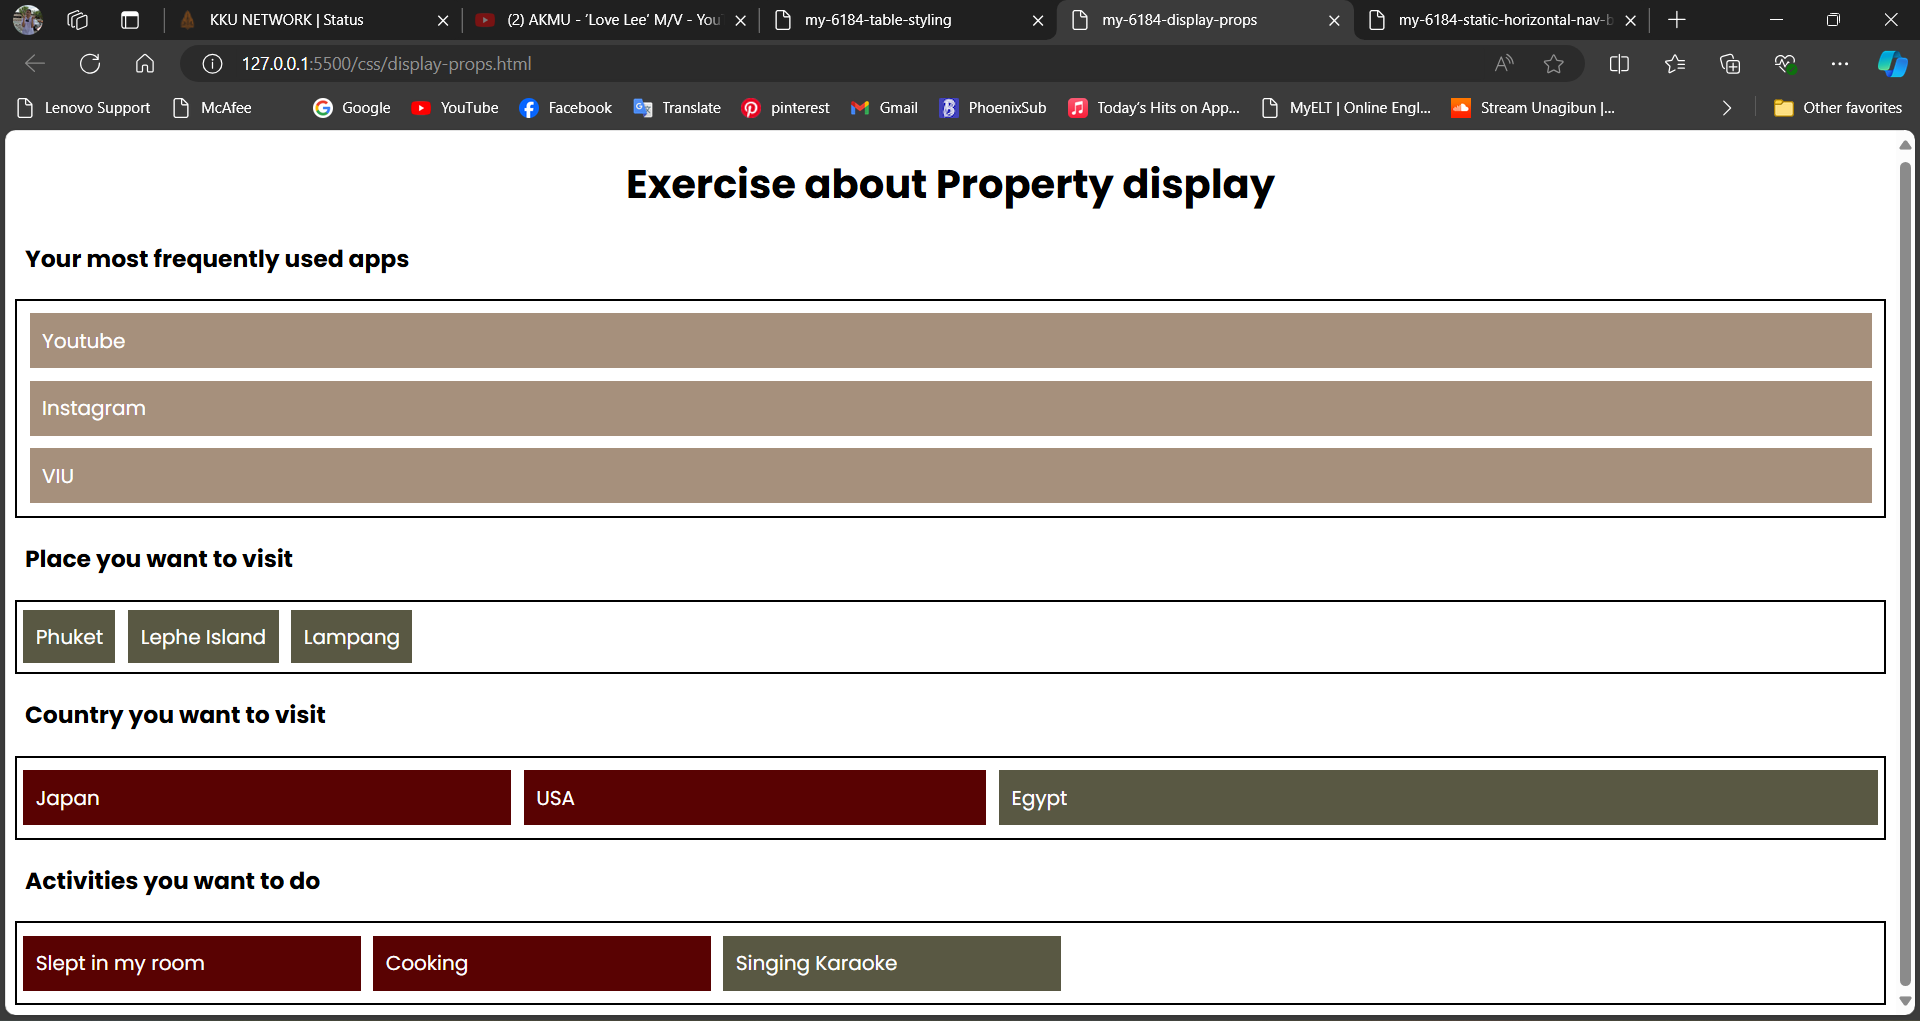 KKU NETWORK | Status
(2) AKMU - 'Love Lee' M/V - You
my-6184-table-styling
my-6184-display-props
my-6184-static-horizontal-nav-b
127.0.0.1:5500/css/display-props.html
Lenovo Support
McAfee
Google
YouTube
Facebook
Translate
pinterest
Gmail
PhoenixSub
Today's Hits on App...
MyELT | Online Engl...
Stream Unagibun |...
Other favorites
Exercise about Property display
Your most frequently used apps
Youtube
Instagram
VIU
Place you want to visit
Phuket Lephe Island Lampang
Country you want to visit
Japan USA Egypt
Activities you want to do
Slept in my room Cooking Singing Karaoke